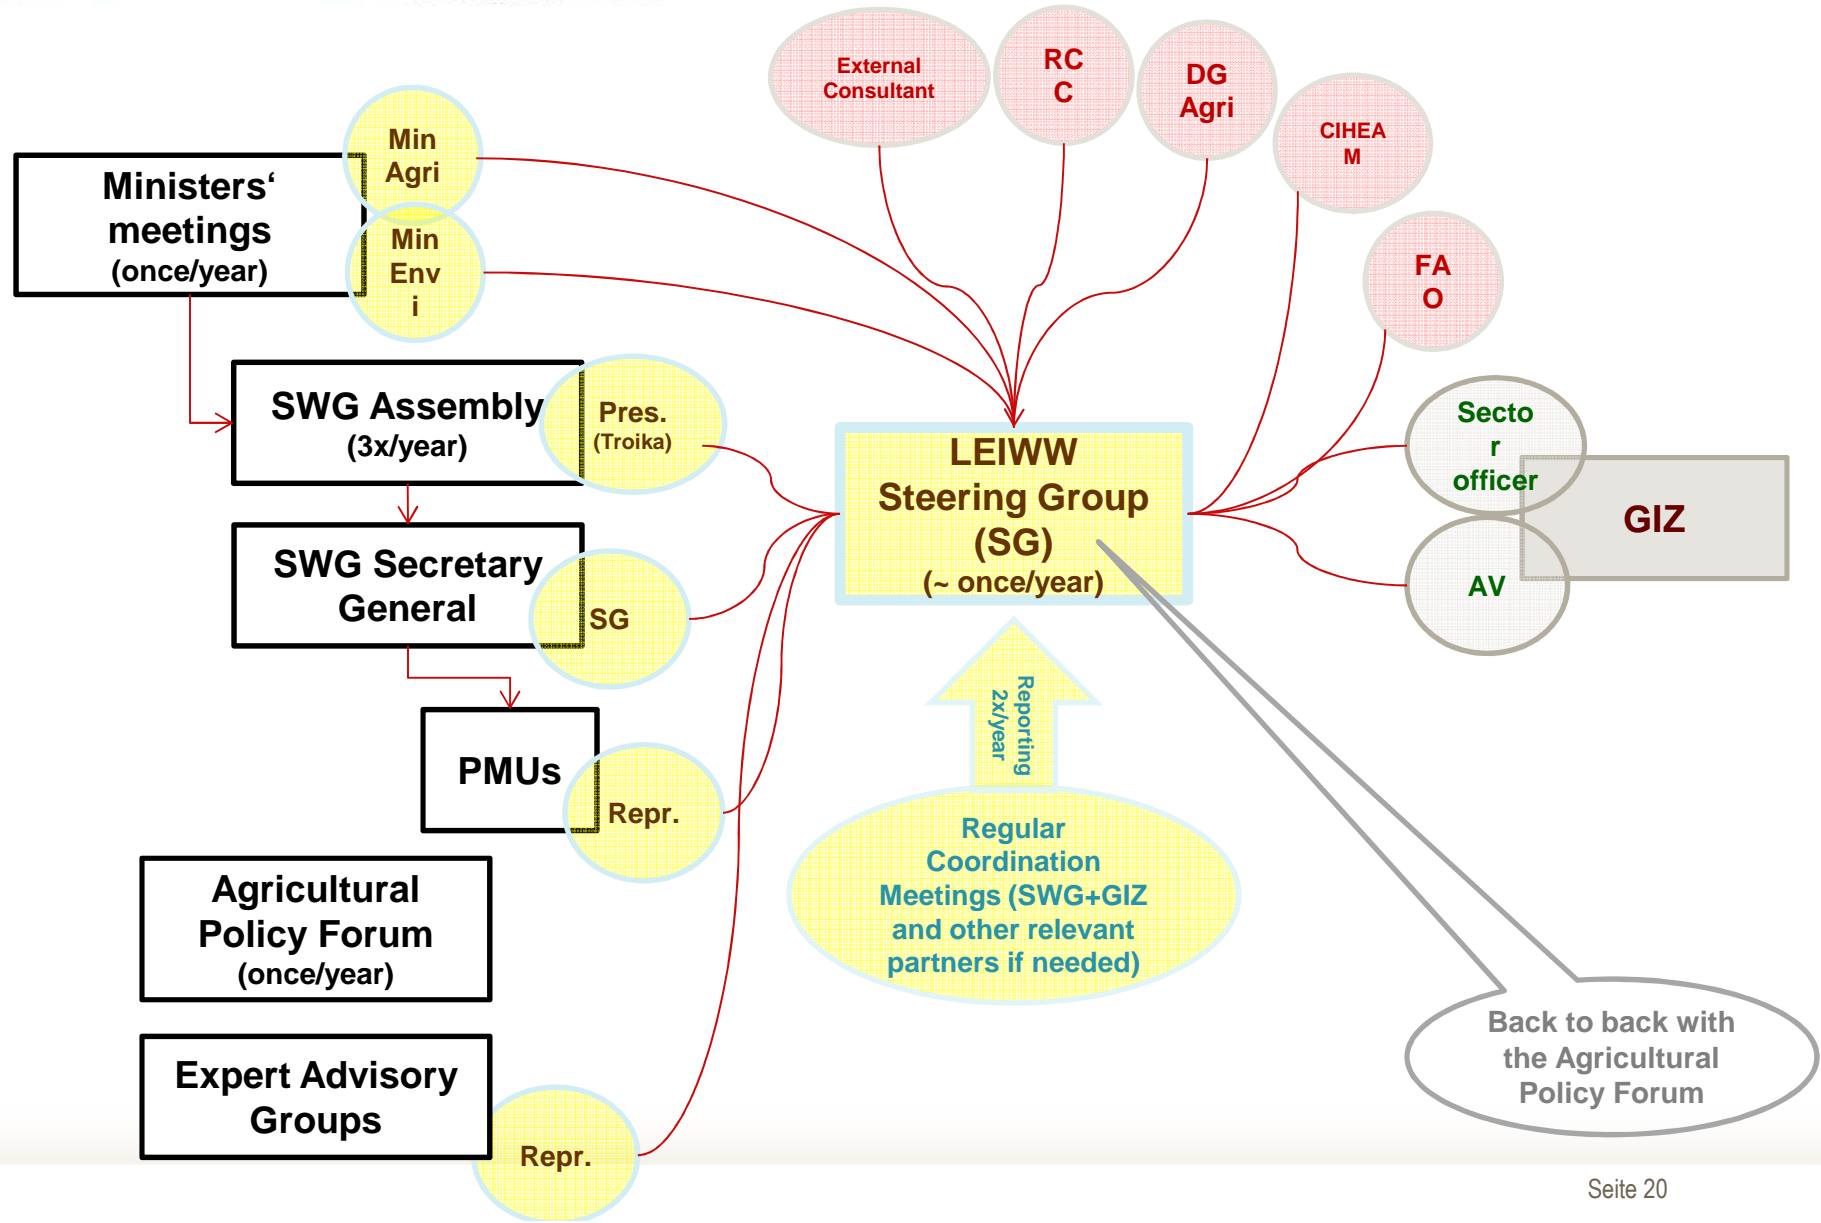 External
Consultant
RC
C
DG
Agri
CIHEA
M
FA
O
Min
Agri
Min
Env
i
Ministers‘
meetings
(once/year)
SWG Assembly
(3x/year)
Pres.
(Troika)
SWG Secretary
General
SG
PMUs
Repr.
Agricultural
Policy Forum
(once/year)
Expert Advisory
Groups
Repr.
LEIWW
Steering Group
(SG)
(~ once/year)
Reporting
2x/year
Regular
Coordination
Meetings (SWG+GIZ
and other relevant
partners if needed)
Secto
r
officer
GIZ
AV
Back to back with
the Agricultural
Policy Forum
Seite 20